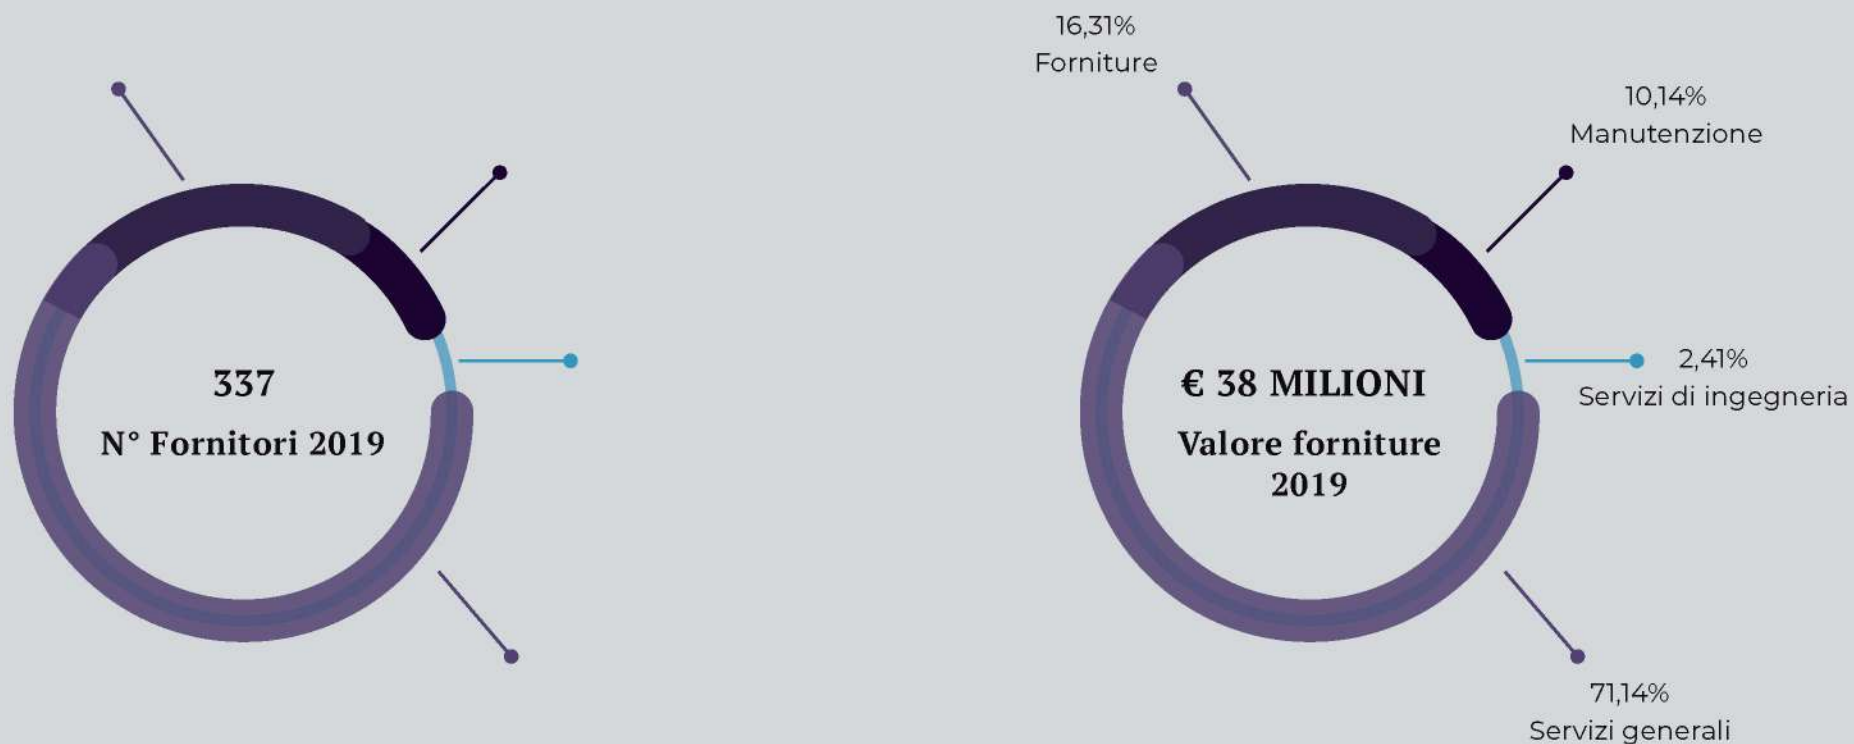 337
N° Fornitori 2019
16,31%
Forniture
10,14%
Manutenzione
2,41%
Servizi di ingegneria
€ 38 MILIONI
Valore forniture
2019
71,14%
Servizi generali